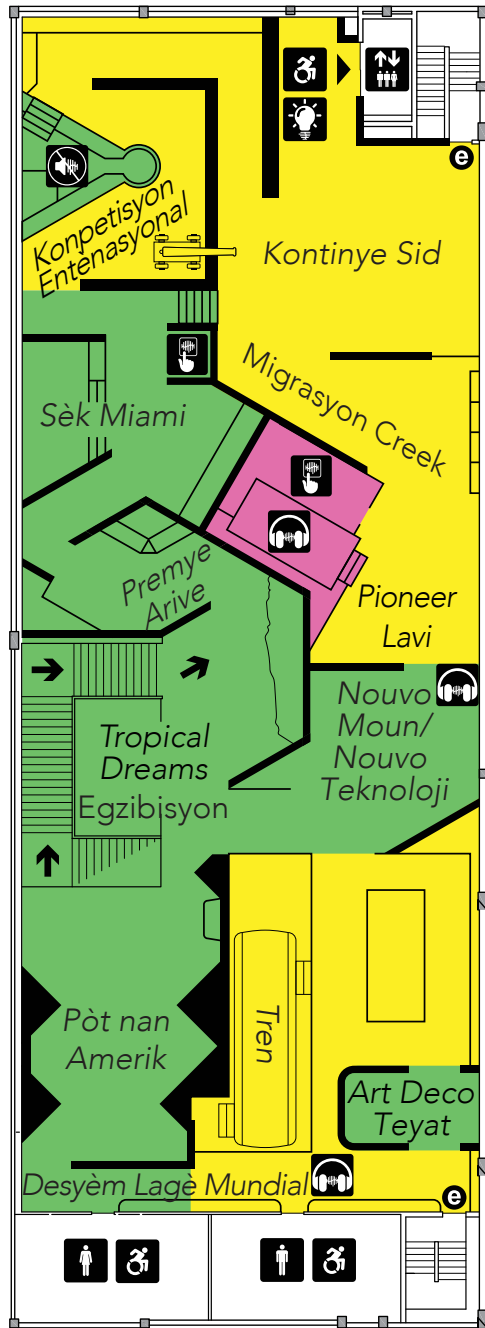 e
Konpetisyon
Entènasyonal
Kontinye Sid
Migrasyon Creek
Sèk Miami
Premye
Arive
Pioneer
Lavi
Nouvo
Moun/
Nouvo
Teknoloji
Tropical
Dreams
Egzibisyon
Pòt nan
Amerik
Tren
Art Deco
Teyat
Desyèm Lagè Mundial
e